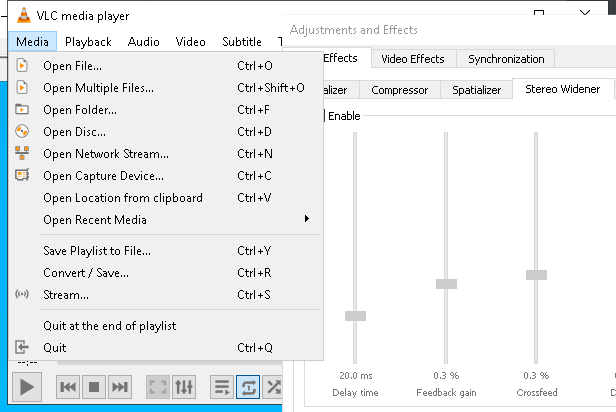 VLC media player
Media Playback Audio Video Subtitle
Open File... Ctrl+O
Open Multiple Files... Ctrl+Shift+O
Open Folder... Ctrl+F
Open Disc... Ctrl+D
Open Network Stream... Ctrl+N
Open Capture Device... Ctrl+C
Open Location from clipboard Ctrl+V
Open Recent Media
Save Playlist to File... Ctrl+Y
Convert / Save... Ctrl+R
Stream... Ctrl+S
Quit at the end of playlist
Quit Ctrl+Q
Adjustments and Effects
Effects Video Effects Synchronization
alizer Compressor Spatializer Stereo Widener
Enable
20.0 ms 0.3 % 0.3 %
Delay time Feedback gain Crossfeed